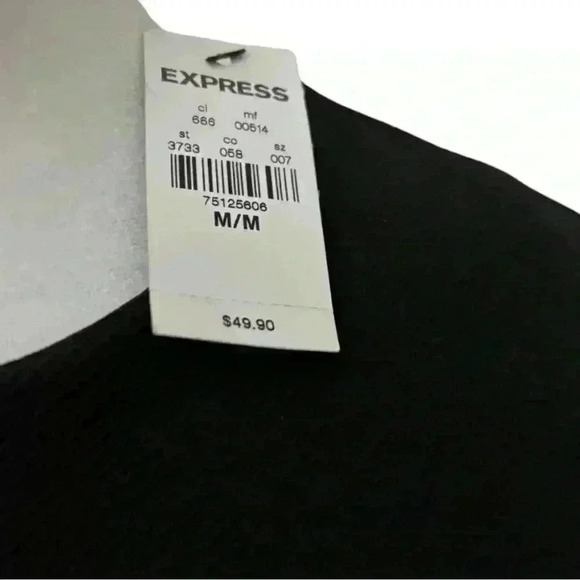 EXPRESS
cl mf
666 00514
st co sz
3733 058 007
75125606
M/M
$49.90